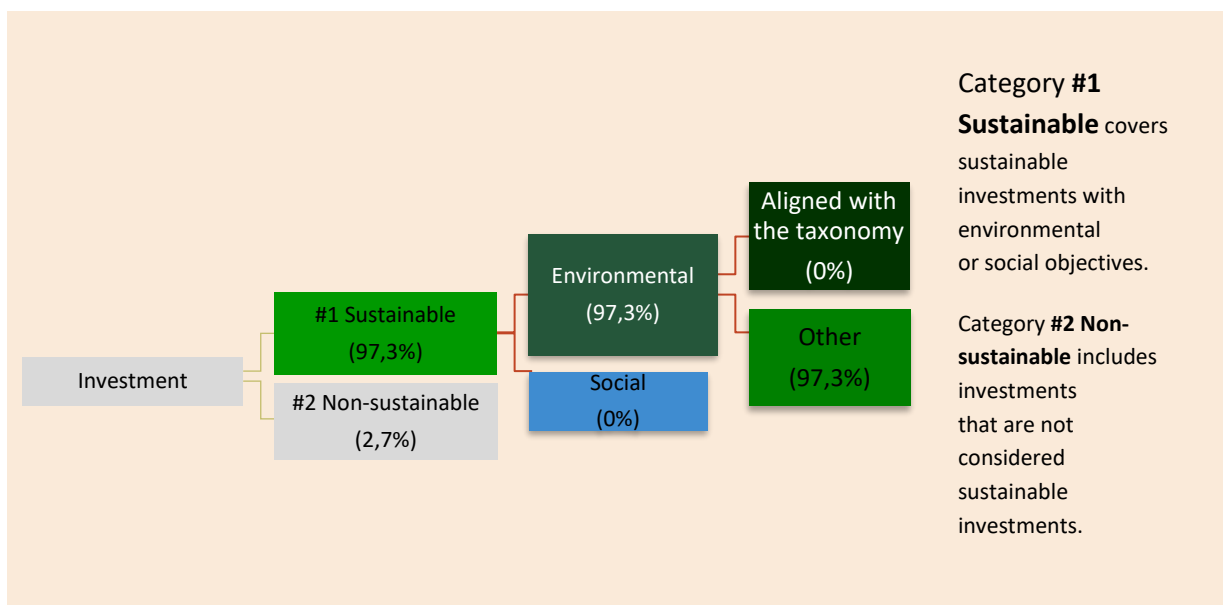 Investment
#1 Sustainable
(97,3%)
#2 Non-sustainable
(2,7%)
Environmental
(97,3%)
Social
(0%)
Aligned with
the taxonomy
(0%)
Other
(97,3%)
Category #1
Sustainable covers
sustainable
investments with
environmental
or social objectives.
Category #2 Non-
sustainable includes
investments
that are not
considered
sustainable
investments.